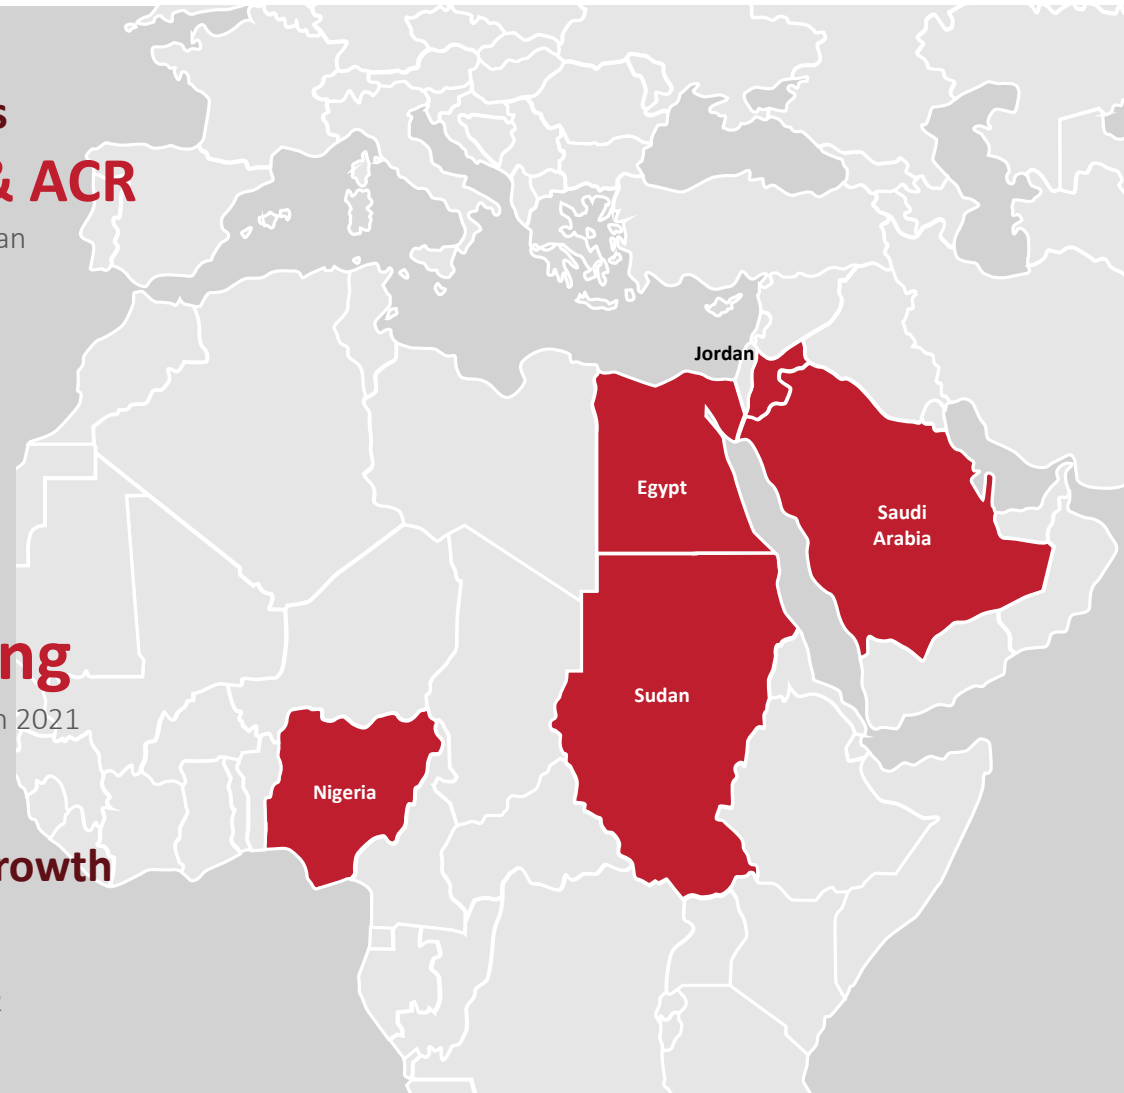 s
& ACR
an
Jordan
Egypt
Saudi
Arabia
ng
n 2021
Sudan
Nigeria
rowth